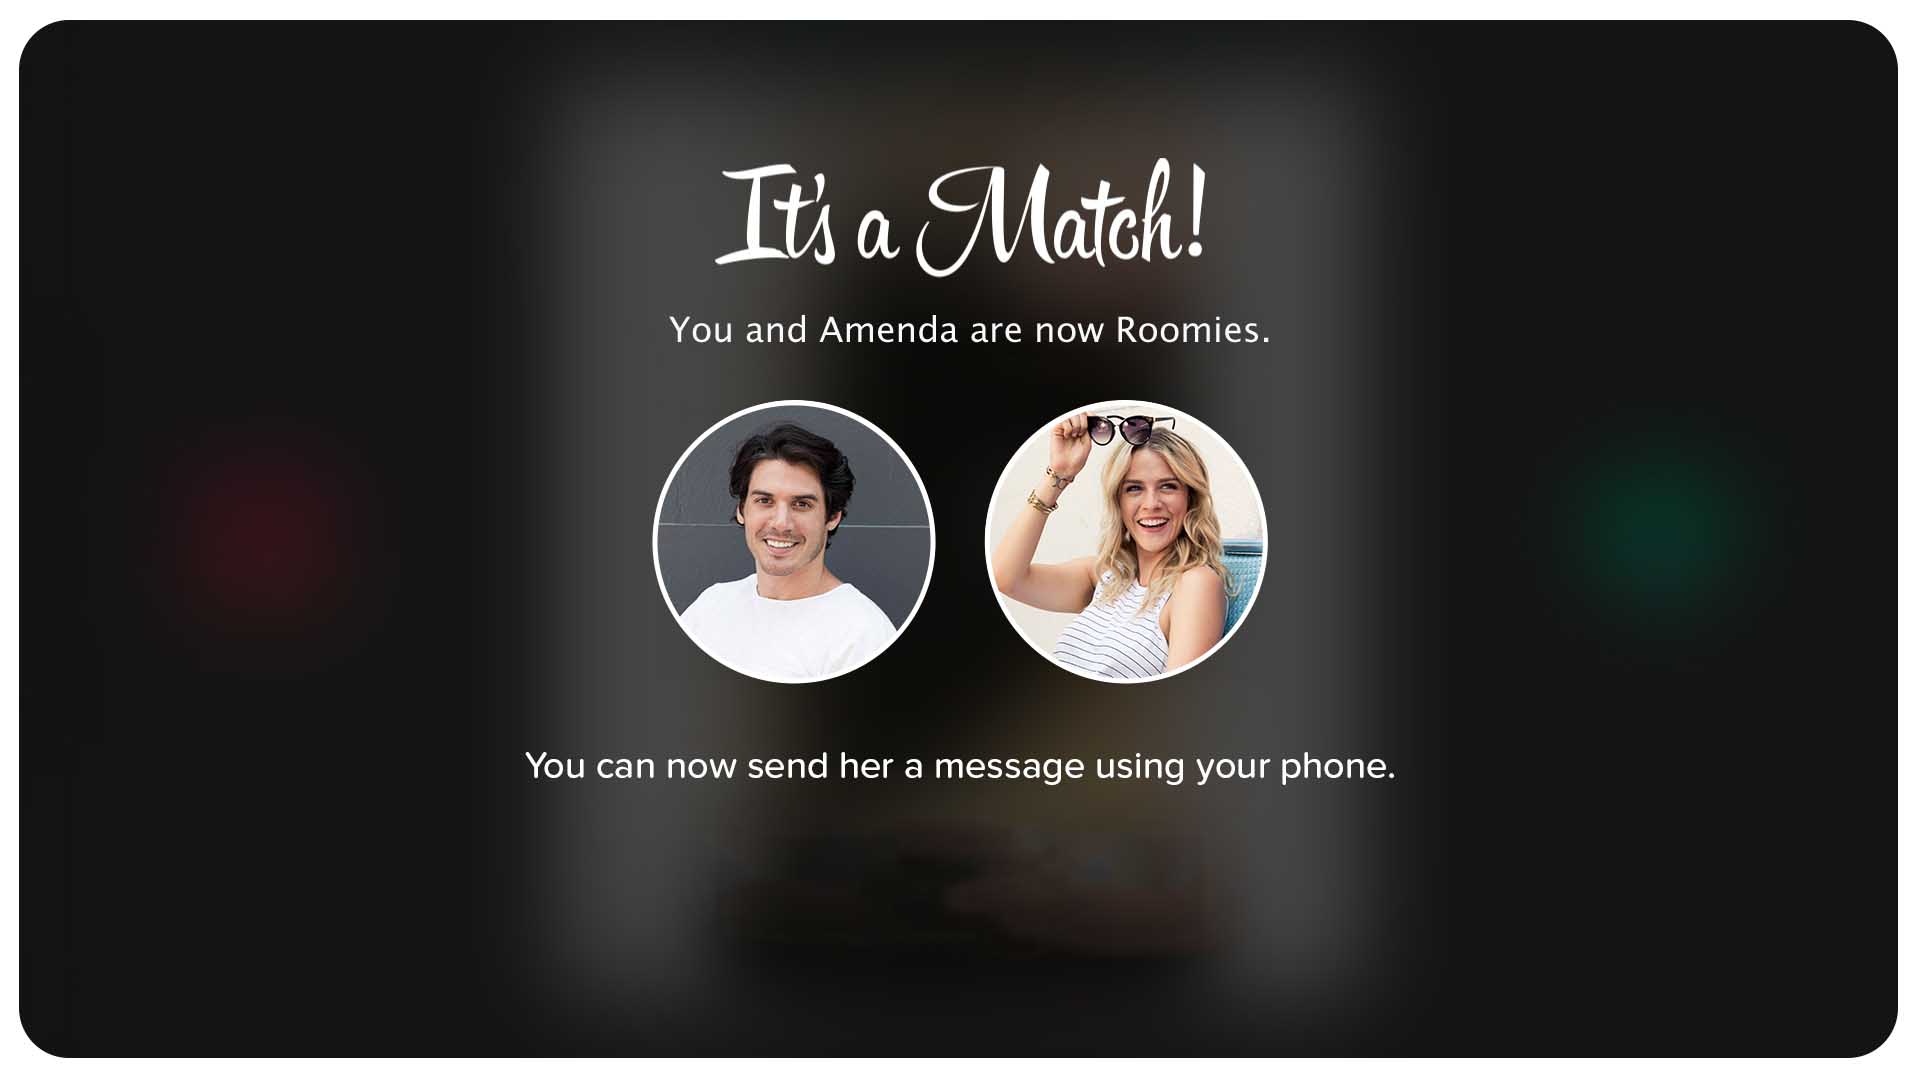 It's a Match!
You and Amenda are now Roomies.
You can now send her a message using your phone.